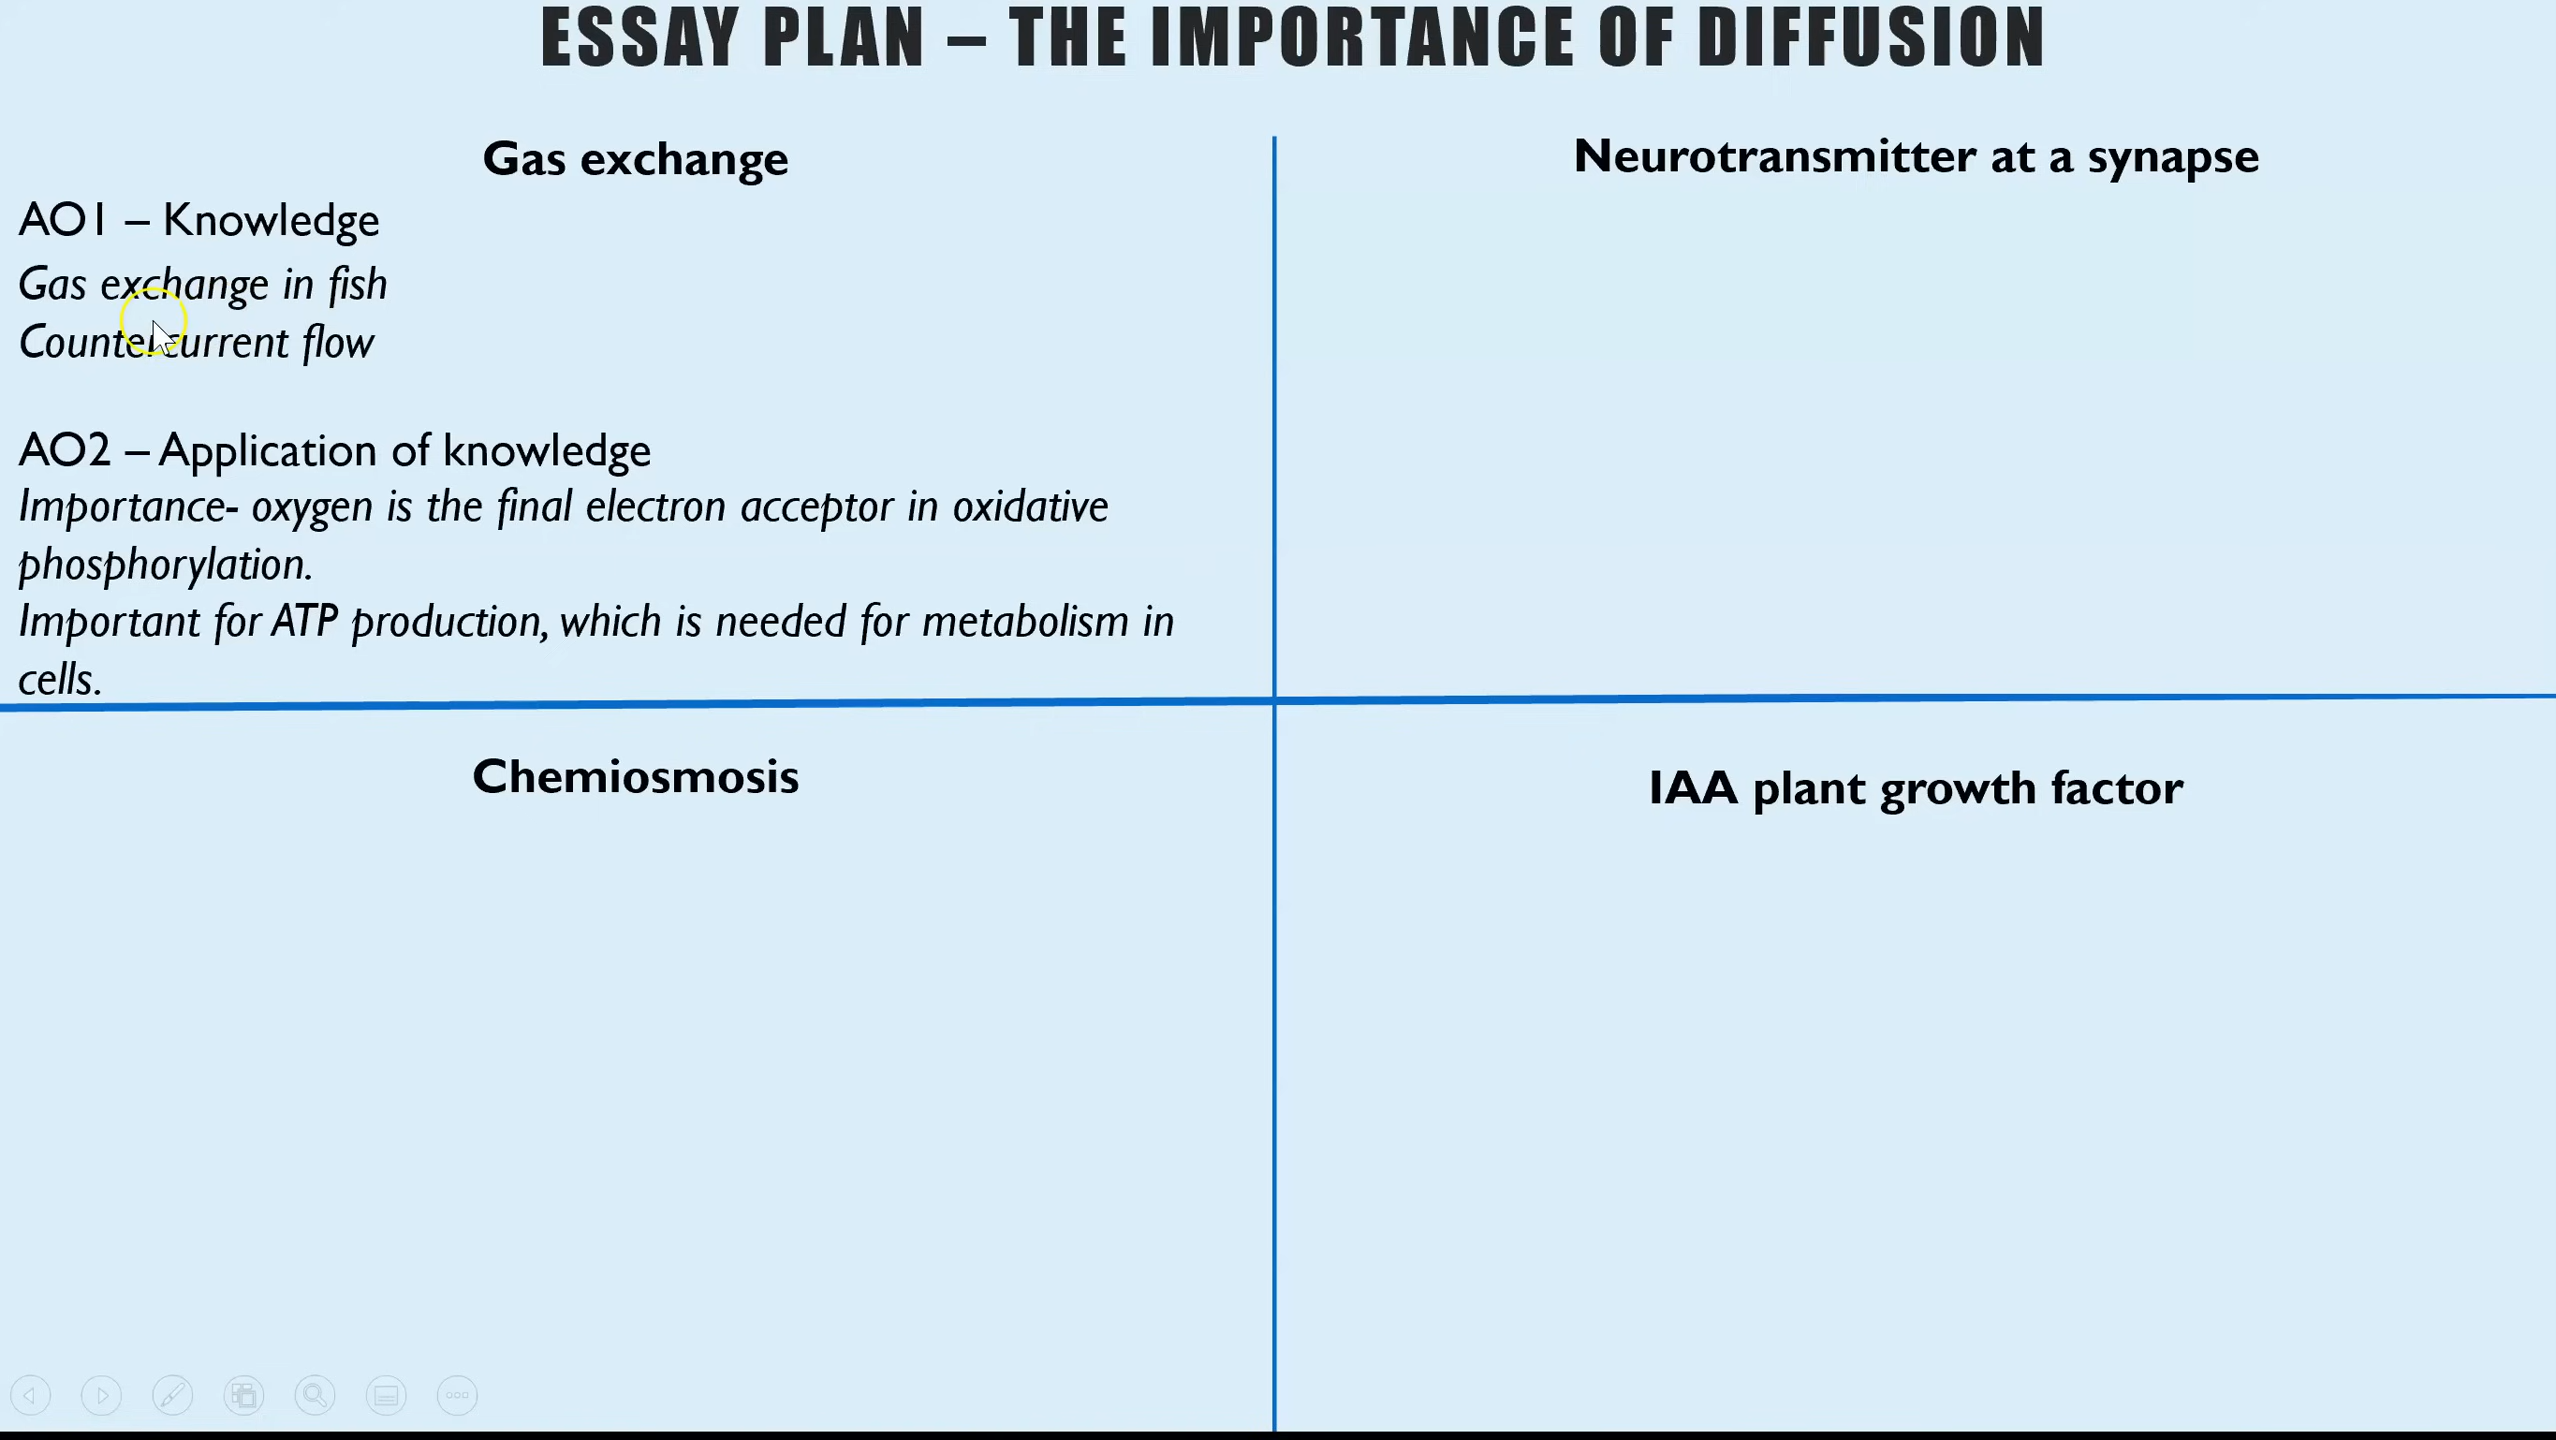 ESSAY PLAN – THE IMPORTANCE OF DIFFUSION
Gas exchange
AO1 – Knowledge
Gas exchange in fish
Countercurrent flow
AO2 – Application of knowledge
Importance- oxygen is the final electron acceptor in oxidative
phosphorylation.
Important for ATP production, which is needed for metabolism in
cells.
Neurotransmitter at a synapse
Chemiosmosis
IAA plant growth factor